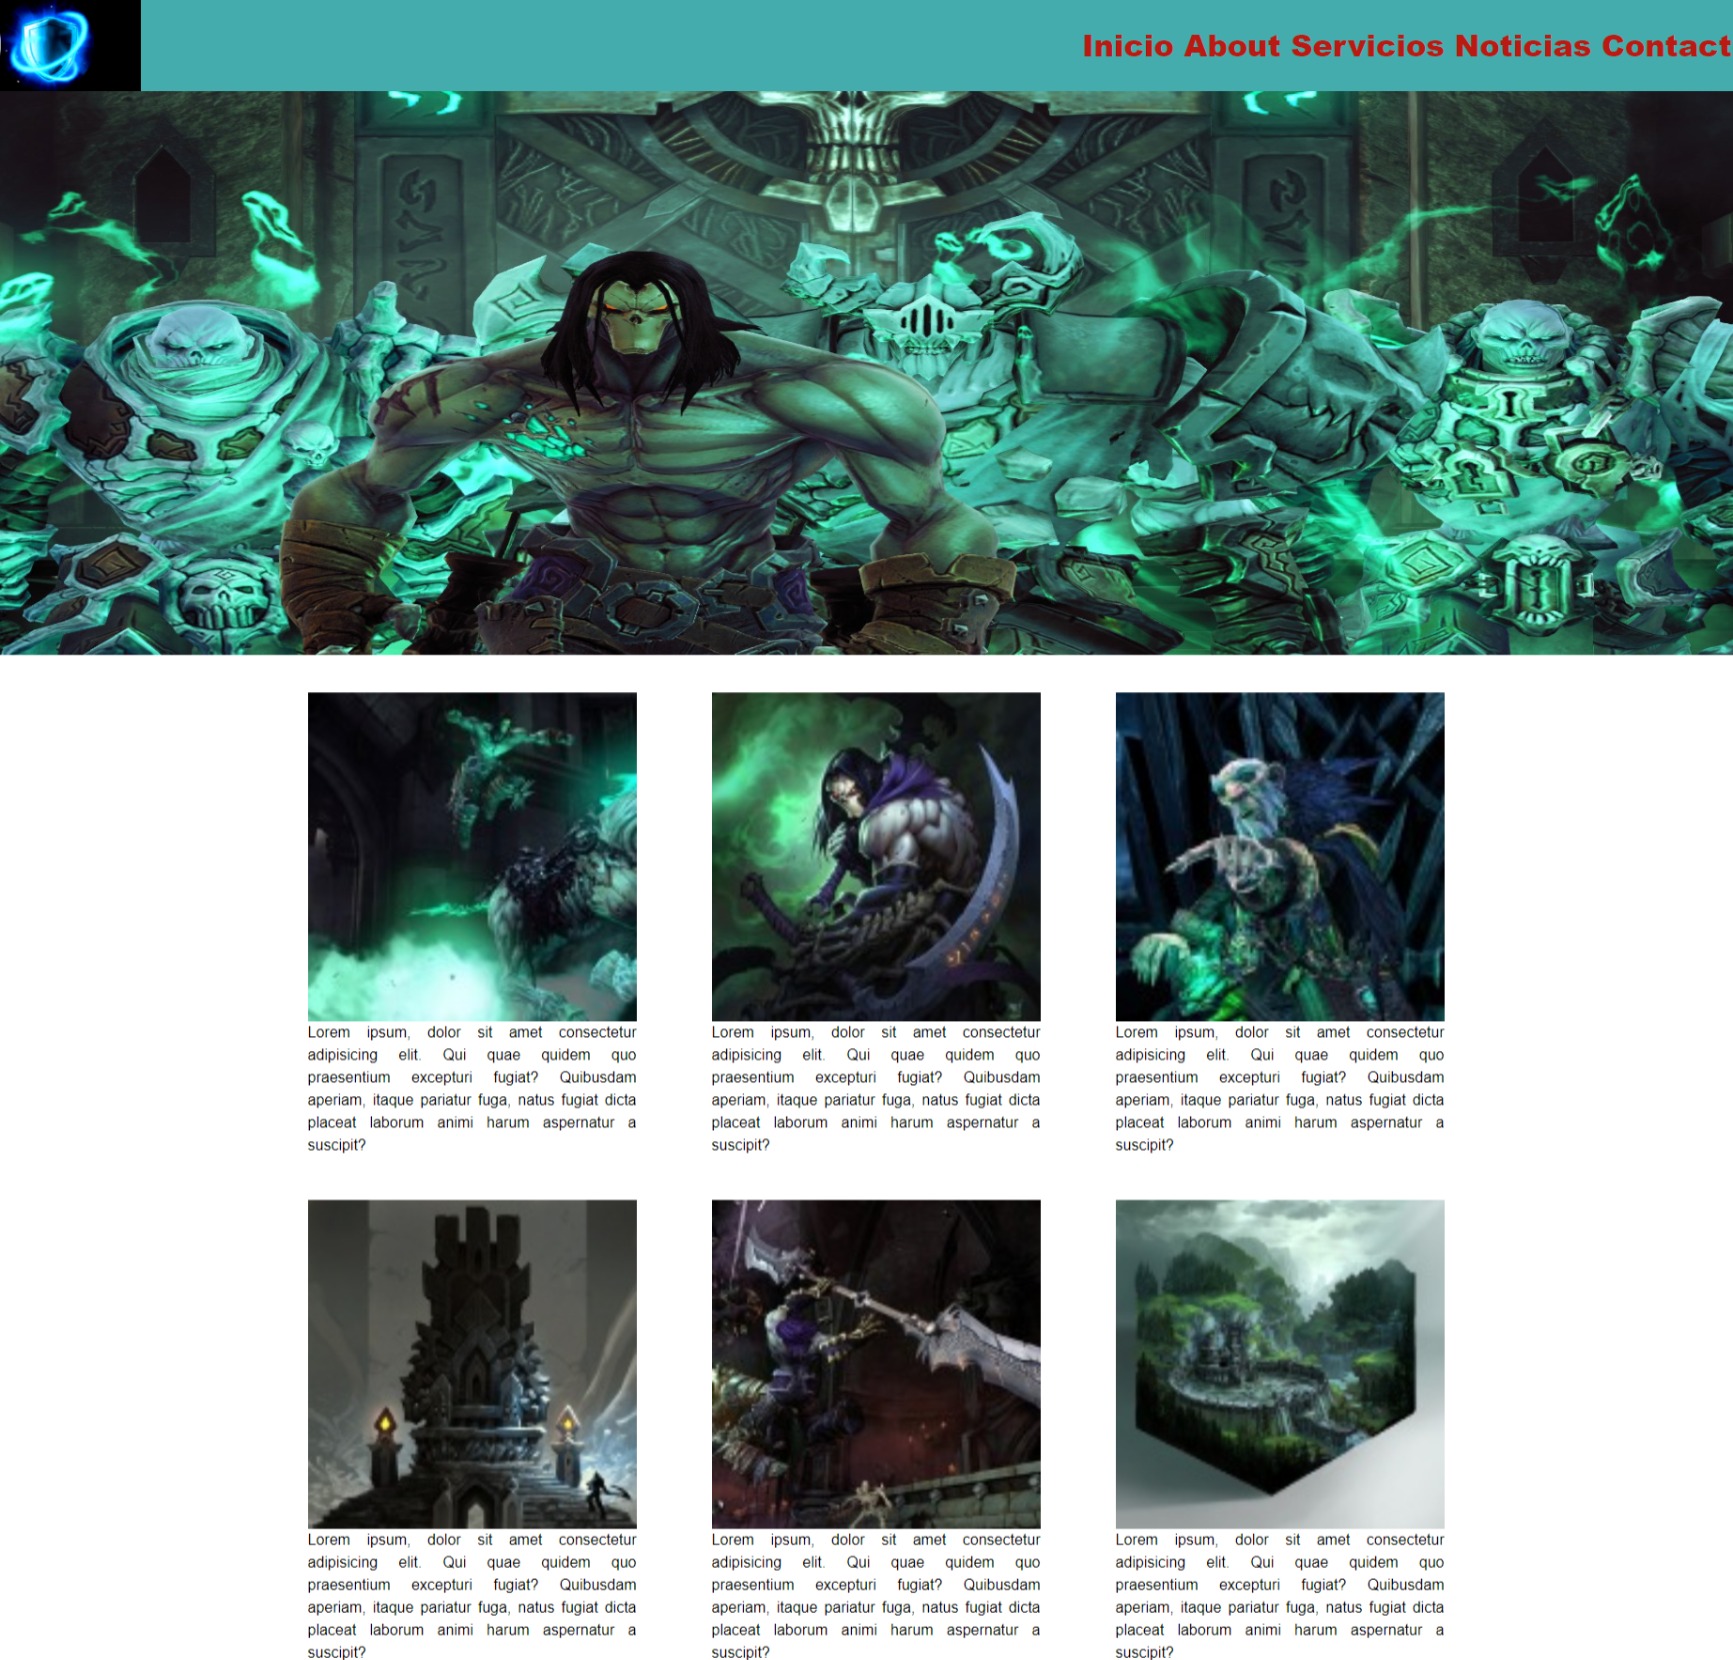 Inicio About Servicios Noticias Contact
Lorem ipsum, dolor sit amet consectetur
adipisicing elit. Qui quae quidem quo
praesentium excepturi fugiat? Quibusdam
aperiam, itaque pariatur fuga, natus fugiat dicta
placeat laborum animi harum aspernatur a
suscipit?
Lorem ipsum, dolor sit amet consectetur
adipisicing elit. Qui quae quidem quo
praesentium excepturi fugiat? Quibusdam
aperiam, itaque pariatur fuga, natus fugiat dicta
placeat laborum animi harum aspernatur a
suscipit?
Lorem ipsum, dolor sit amet consectetur
adipisicing elit. Qui quae quidem quo
praesentium excepturi fugiat? Quibusdam
aperiam, itaque pariatur fuga, natus fugiat dicta
placeat laborum animi harum aspernatur a
suscipit?
Lorem ipsum, dolor sit amet consectetur
adipisicing elit. Qui quae quidem quo
praesentium excepturi fugiat? Quibusdam
aperiam, itaque pariatur fuga, natus fugiat dicta
placeat laborum animi harum aspernatur a
suscipit?
Lorem ipsum, dolor sit amet consectetur
adipisicing elit. Qui quae quidem quo
praesentium excepturi fugiat? Quibusdam
aperiam, itaque pariatur fuga, natus fugiat dicta
placeat laborum animi harum aspernatur a
suscipit?
Lorem ipsum, dolor sit amet consectetur
adipisicing elit. Qui quae quidem quo
praesentium excepturi fugiat? Quibusdam
aperiam, itaque pariatur fuga, natus fugiat dicta
placeat laborum animi harum aspernatur a
suscipit?